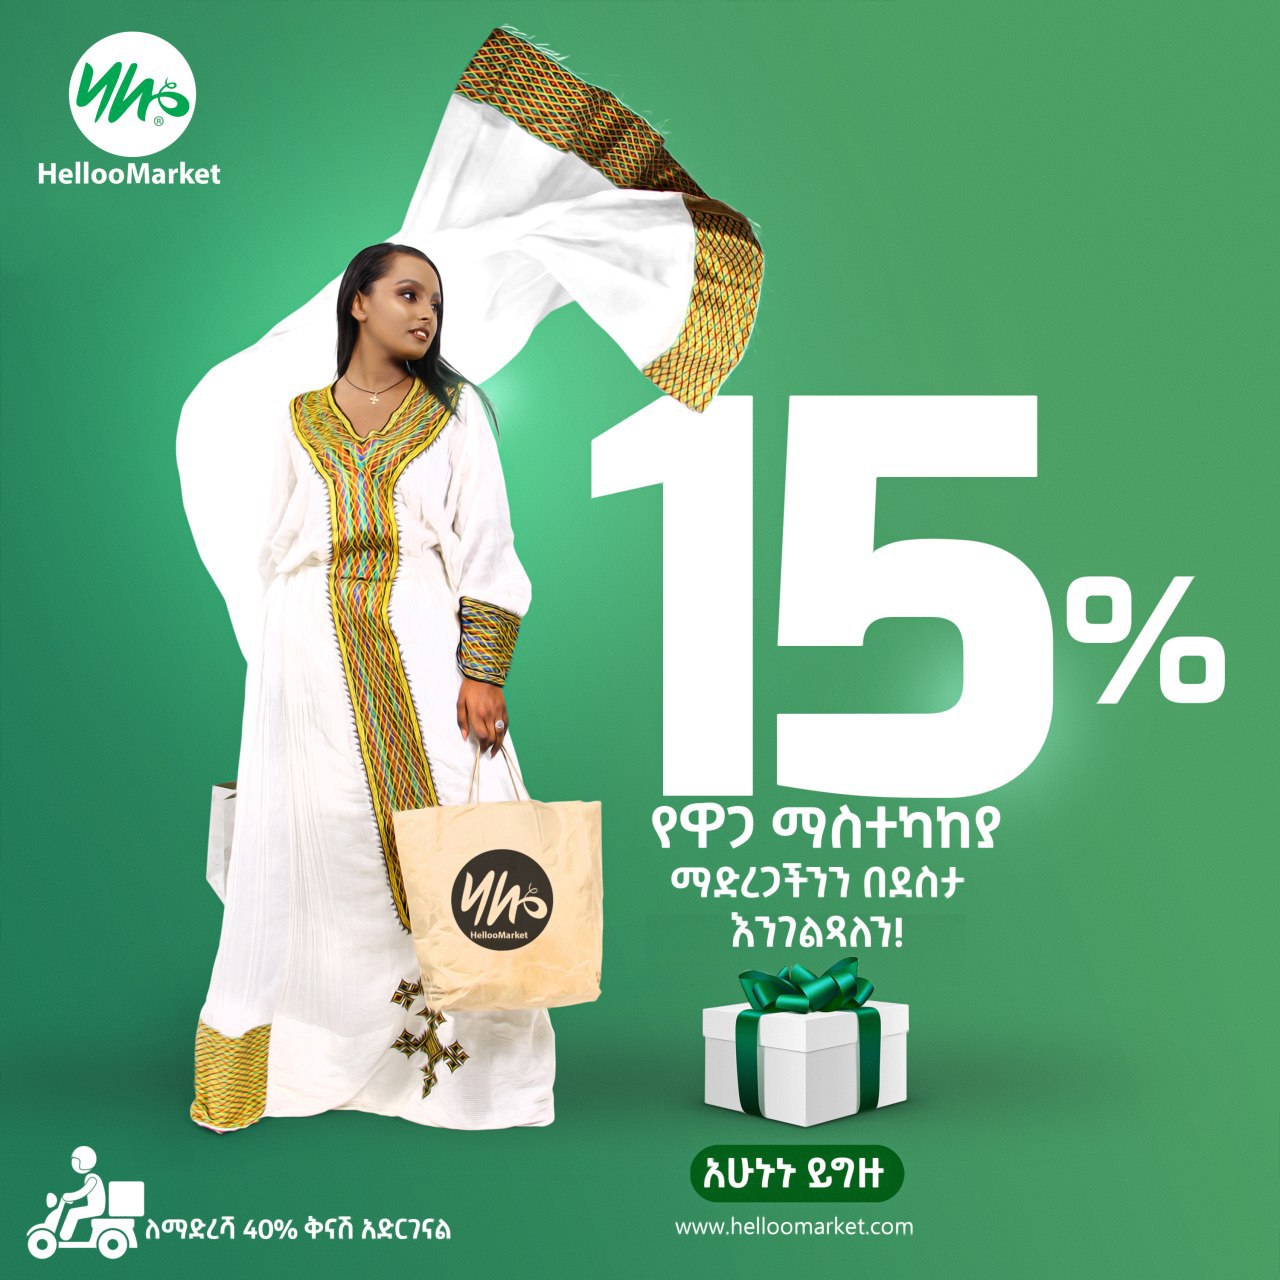 ሃሎ
®
HellooMarket
15%
የዋጋ ማስተካከያ
ማድረጋችንን በደስታ
እንገልጻለን!
ሃሎ
HellooMarket
አሁኑኑ ይግዙ
www.helloomarket.com
ለማድረሻ 40% ቅናሽ አድርገናል